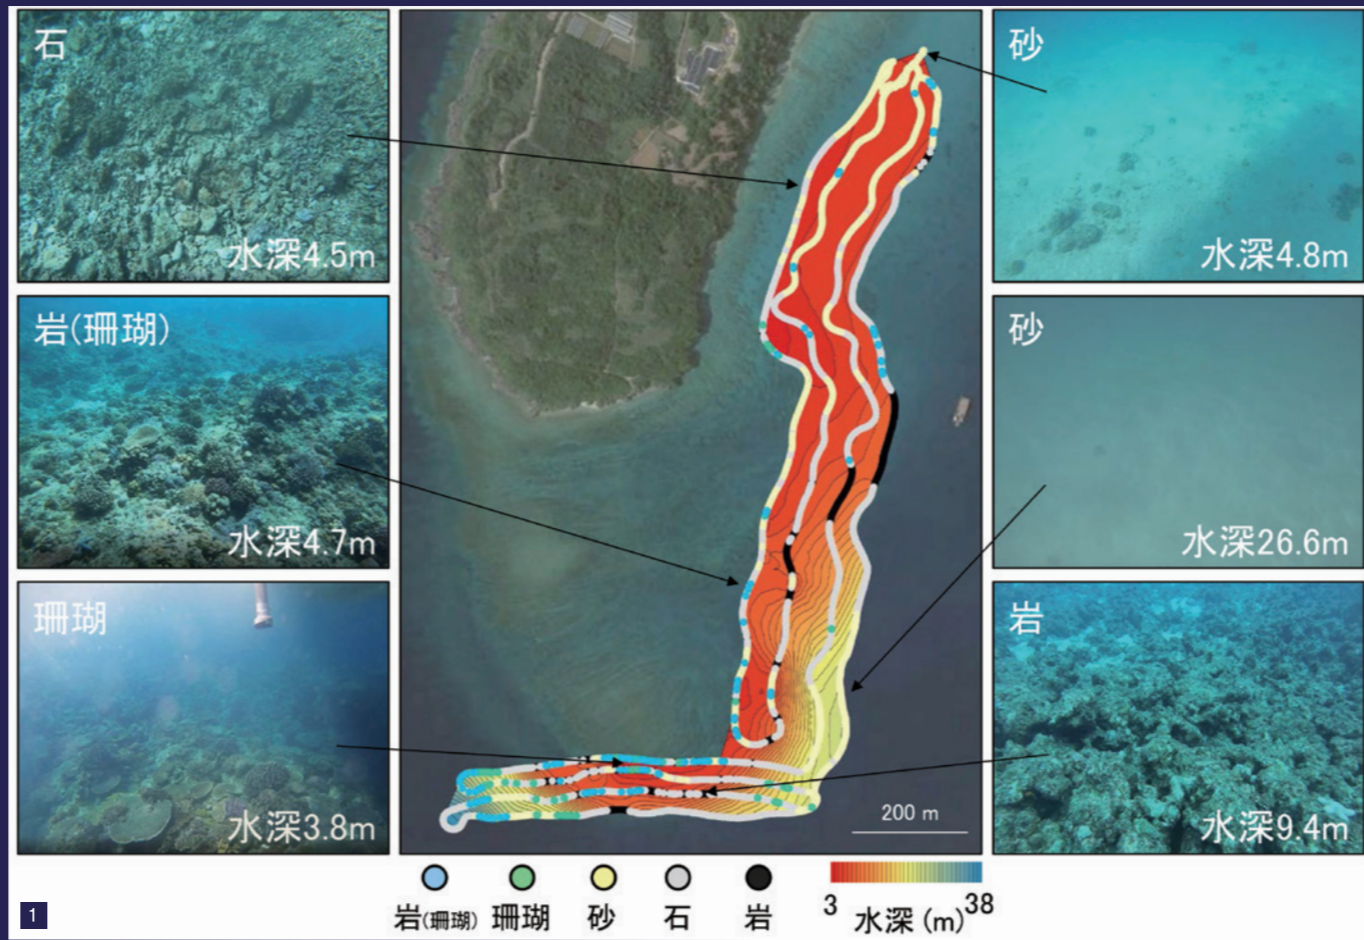 石
水深4.5m
岩(珊瑚)
水深4.7m
珊瑚
水深3.8m
砂
水深4.8m
砂
水深26.6m
岩
水深9.4m
200 m
岩(珊瑚) 珊瑚 砂 石 岩
3 水深 (m) 38
1